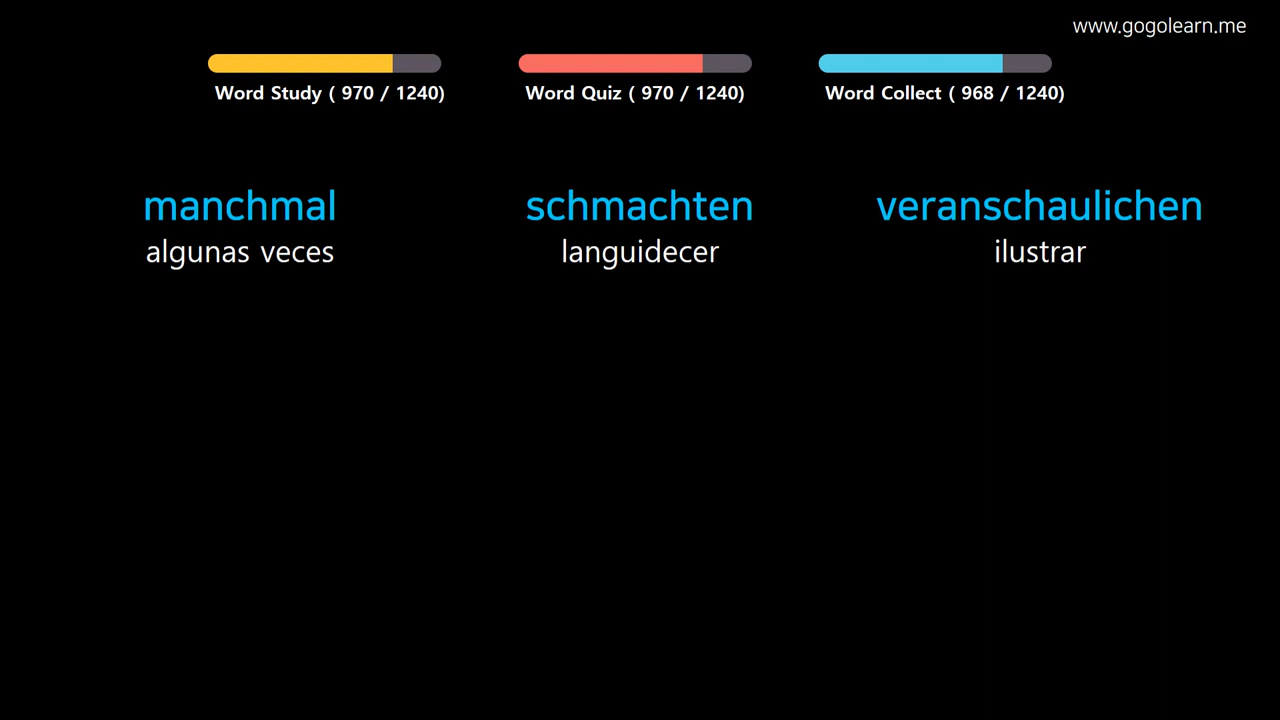 www.gogolearn.me
Word Study ( 970 / 1240)
Word Quiz ( 970 / 1240)
Word Collect ( 968 / 1240)
manchmal
algunas veces
schmachten
languidecer
veranschaulichen
ilustrar